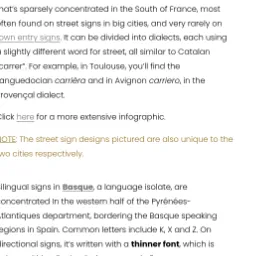 that's sparsely concentrated in the South of France, most
often found on street signs in big cities, and very rarely on
town entry signs. It can be divided into dialects, each using
a slightly different word for street, all similar to Catalan
"carrer". For example, in Toulouse, you'll find the
Languedocian carrièra and in Avignon carriero, in the
Provençal dialect.
Click here for a more extensive infographic.
NOTE: The street sign designs pictured are also unique to the
two cities respectively.
Bilingual signs in Basque, a language isolate, are
concentrated in the western half of the Pyrénées-
Atlantiques department, bordering the Basque speaking
regions in Spain. Common letters include K, X and Z. On
directional signs, it's written with a thinner font, which is